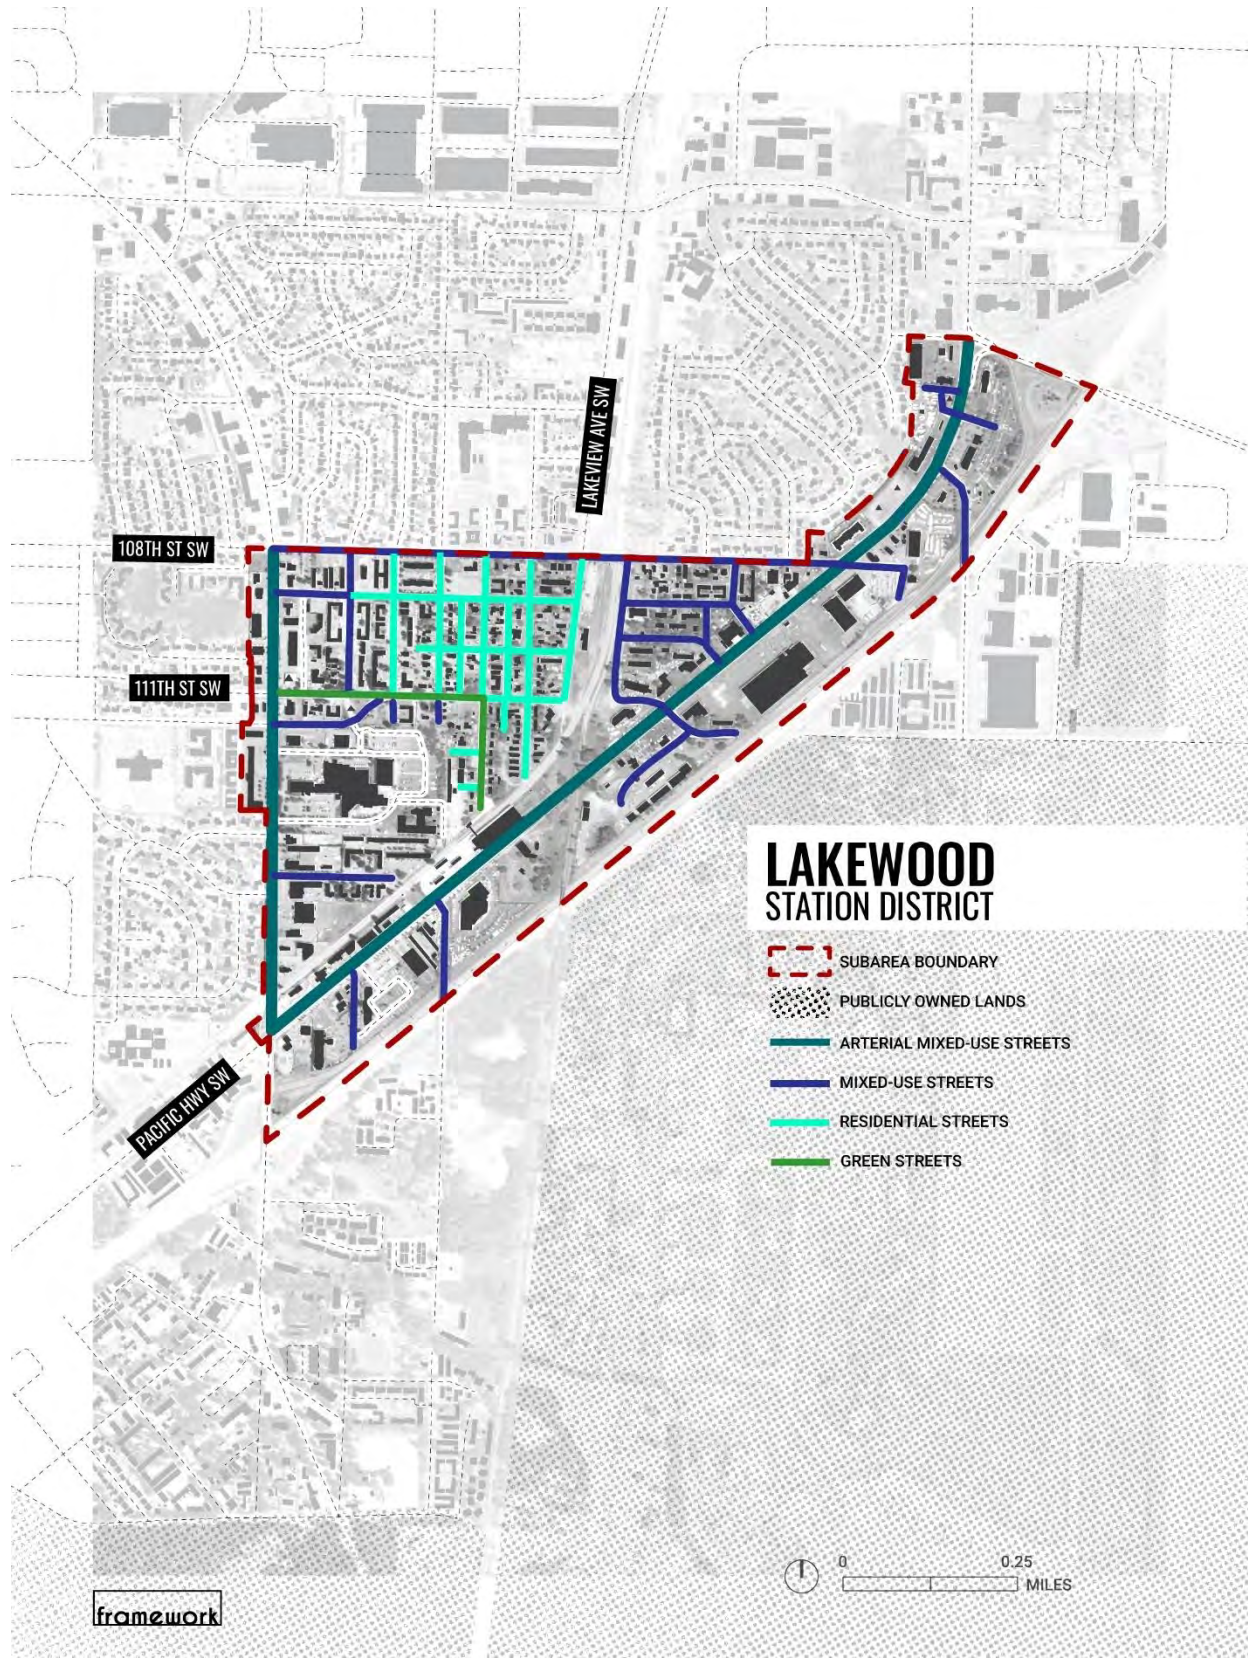 LAKEVIEW AVE SW
108TH ST SW
111TH ST SW
PACIFIC HWY SW
LAKEWOOD
STATION DISTRICT
SUBAREA BOUNDARY
PUBLICLY OWNED LANDS
ARTERIAL MIXED-USE STREETS
MIXED-USE STREETS
RESIDENTIAL STREETS
GREEN STREETS
0 0.25
MILES
framework